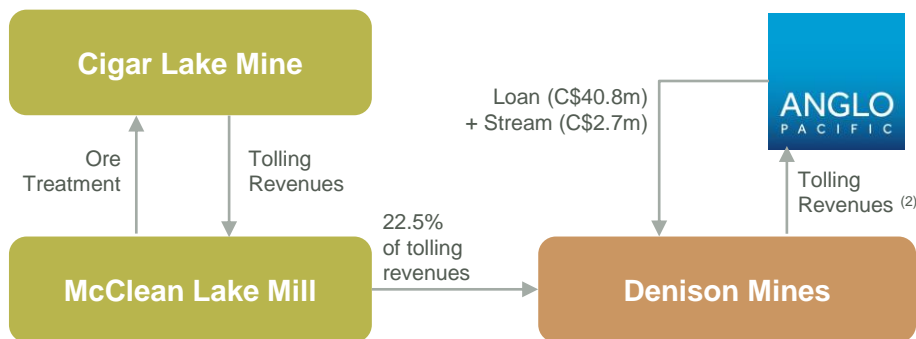 Cigar Lake Mine
Loan (C$40.8m)
+ Stream (C$2.7m)
ANGLO
PACIFIC
Ore
Treatment
Tolling
Revenues
Tolling
Revenues (2)
22.5%
of tolling
revenues
McClean Lake Mill
Denison Mines